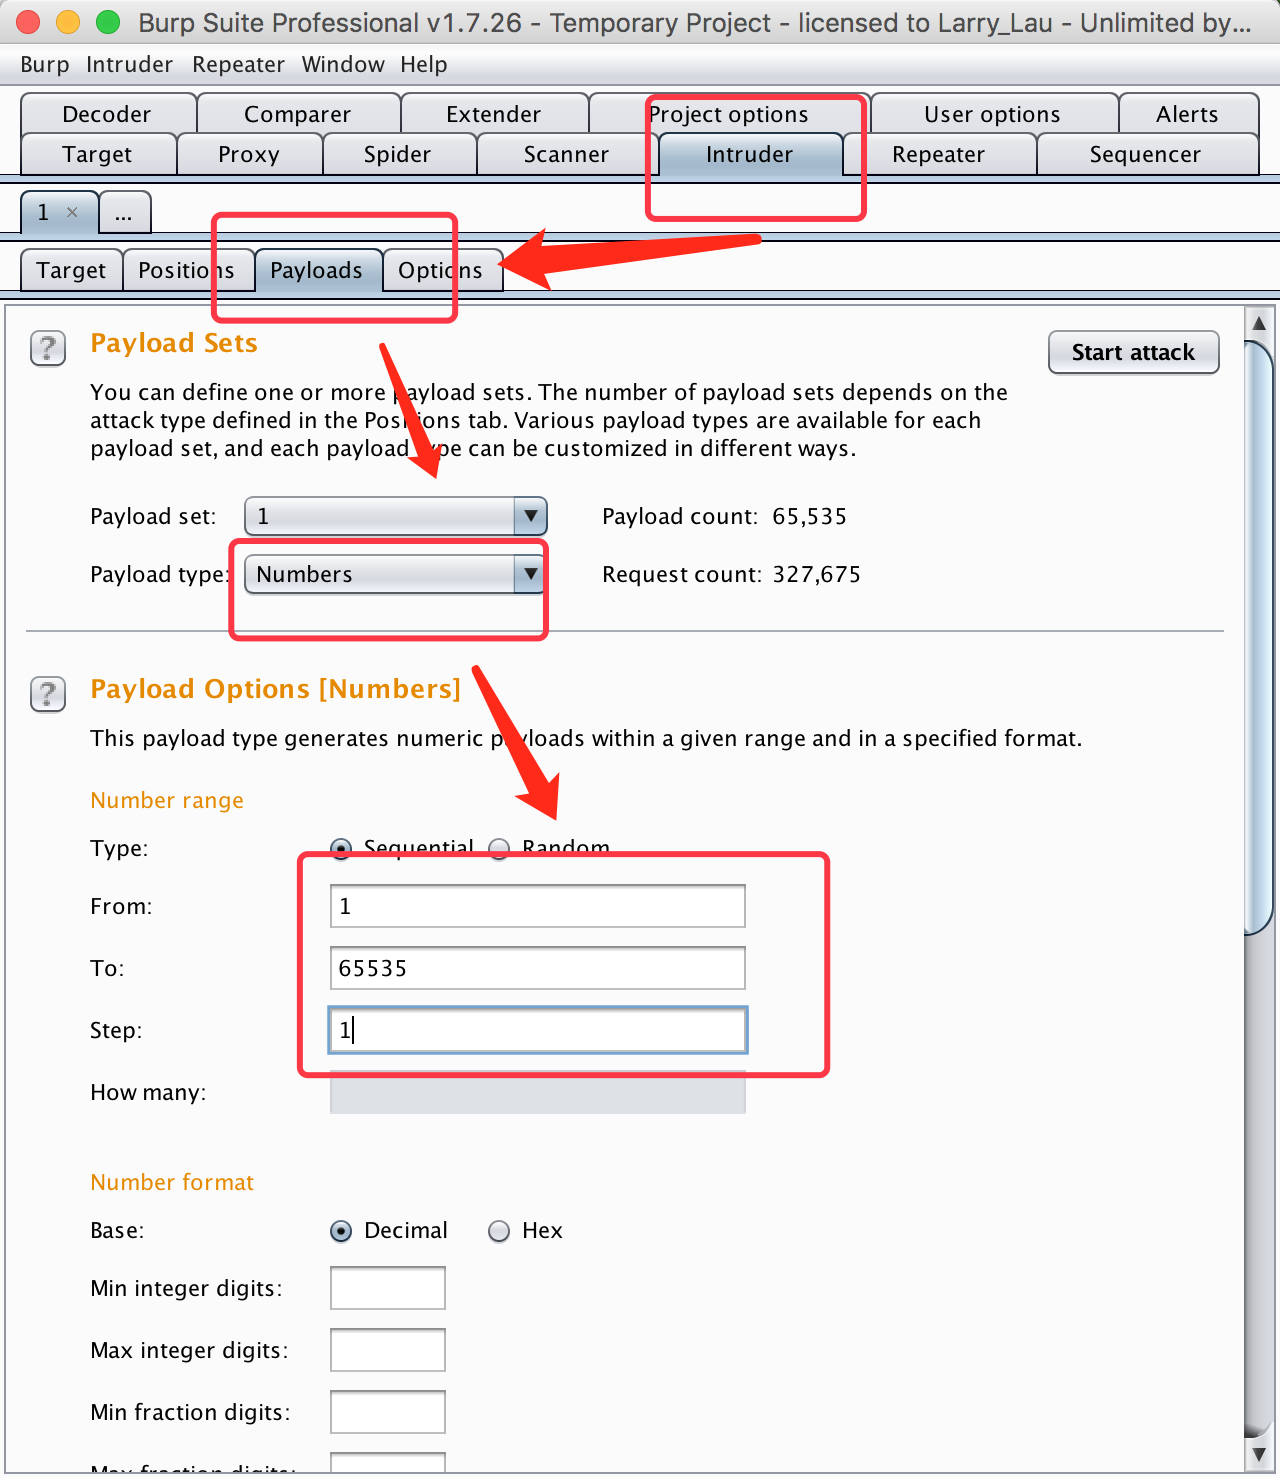 Burp Suite Professional v1.7.26 - Temporary Project - licensed to Larry_Lau - Unlimited by...
Burp Intruder Repeater Window Help
Decoder Comparer Extender Project options User options Alerts
Target Proxy Spider Scanner Intruder Repeater Sequencer
1 × ...
Target Positions Payloads Options
? Payload Sets
Start attack
You can define one or more payload sets. The number of payload sets depends on the
attack type defined in the Positions tab. Various payload types are available for each
payload set, and each payload type can be customized in different ways.
Payload set: 1 Payload count: 65,535
Payload type: Numbers Request count: 327,675
? Payload Options [Numbers]
This payload type generates numeric payloads within a given range and in a specified format.
Number range
Type: Sequential Random
From: 1
To: 65535
Step: 1
How many:
Number format
Base: Decimal Hex
Min integer digits:
Max integer digits:
Min fraction digits:
Max fraction digits: